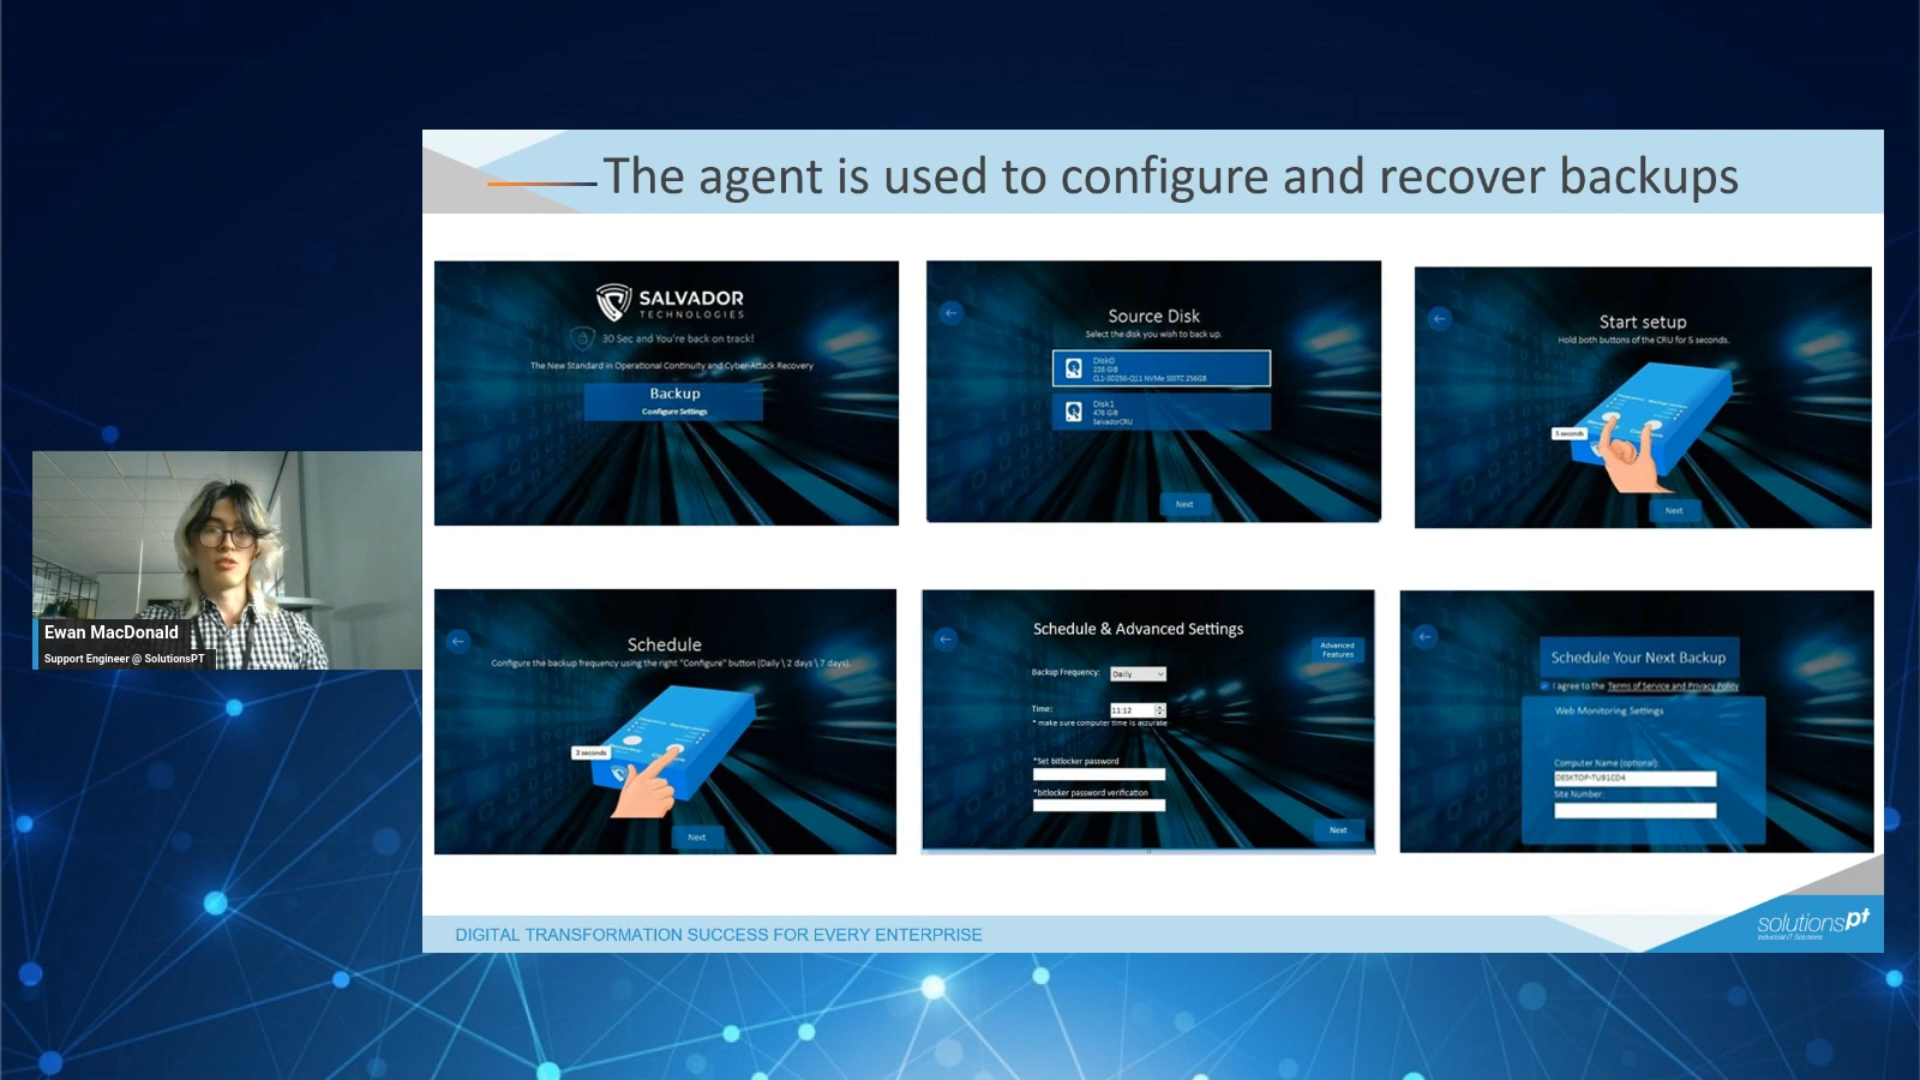 The agent is used to configure and recover backups
SALVADOR
TECHNOLOGIES
30 Sec and You're back on track!
The New Standard in Operational Continuity and Cyber-Attack Recovery
Backup
Configure Settings
Source Disk
Select the disk you wish to back up.
Disk0
238 GiB
CL1-3D256-Q11 NVMe SSSTC 256GB
Disk1
476 GiB
SalvadorCRU
Next
Start setup
Hold both buttons of the CRU for 5 seconds.
5 seconds
Next
Schedule
Configure the backup frequency using the right "Configure" button (Daily \ 2 days \ 7 days).
3 seconds
Next
Schedule & Advanced Settings
Advanced
Features
Backup Frequency: Daily
Time: 11:12
* make sure computer time is accurate
*Set bitlocker password
*bitlocker password verification
Next
Schedule Your Next Backup
I agree to the Terms of Service and Privacy Policy
Web Monitoring Settings
Computer Name (optional):
DESKTOP-TU91CD4
Site Number:
Ewan MacDonald
Support Engineer @ SolutionsPT
DIGITAL TRANSFORMATION SUCCESS FOR EVERY ENTERPRISE
solutionspt
Industrial IT Solutions